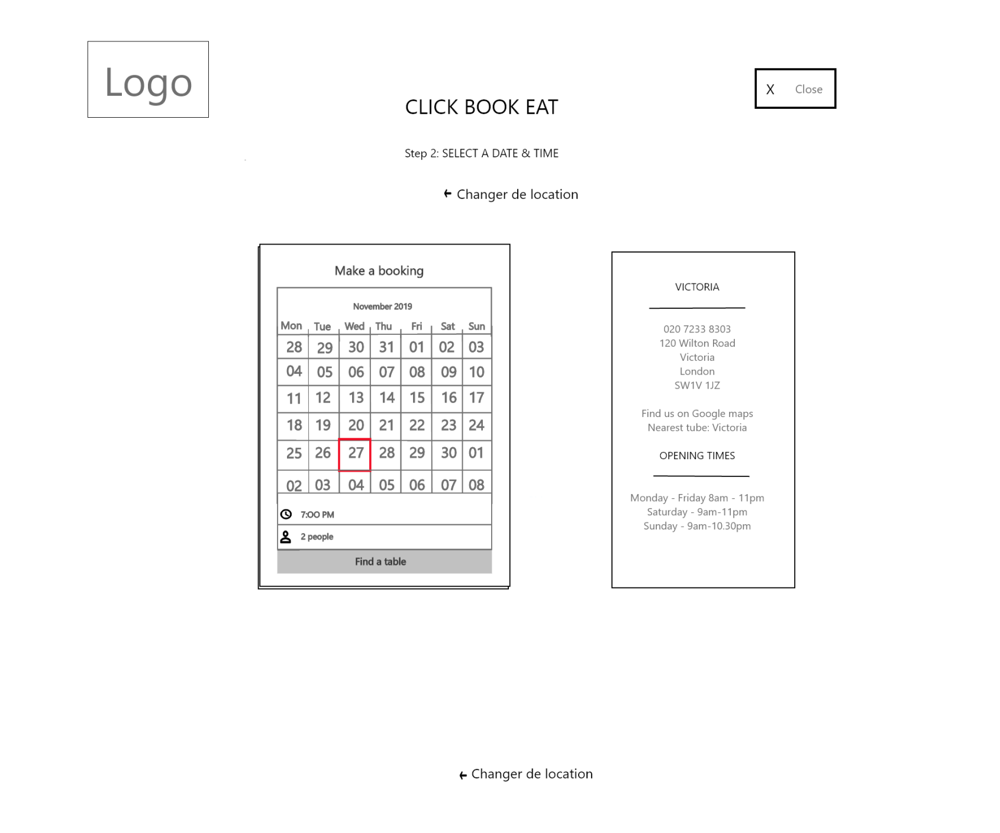 Logo
X Close
CLICK BOOK EAT
Step 2: SELECT A DATE & TIME
Changer de location
Make a booking
November 2019
Mon Tue Wed Thu Fri Sat Sun
28 29 30 31 01 02 03
04 05 06 07 08 09 10
11 12 13 14 15 16 17
18 19 20 21 22 23 24
25 26 27 28 29 30 01
02 03 04 05 06 07 08
7:OO PM
2 people
Find a table
VICTORIA
020 7233 8303
120 Wilton Road
Victoria
London
SW1V 1JZ
Find us on Google maps
Nearest tube: Victoria
OPENING TIMES
Monday - Friday 8am - 11pm
Saturday - 9am-11pm
Sunday - 9am-10.30pm
Changer de location